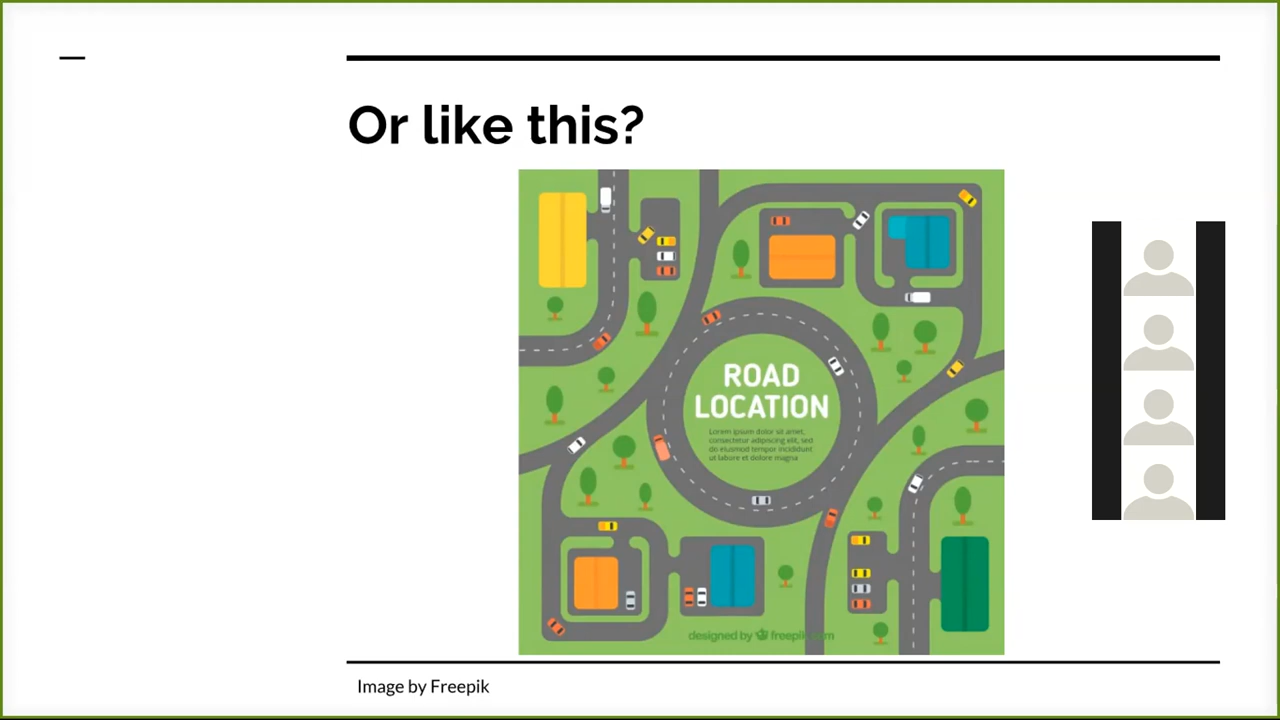 Or like this?
ROAD
LOCATION
Lorem ipsum dolor sit amet,
consectetur adipiscing elit, sed
do eiusmod tempor incididunt
ut labore et dolore magna
designed by freepik.com
Image by Freepik